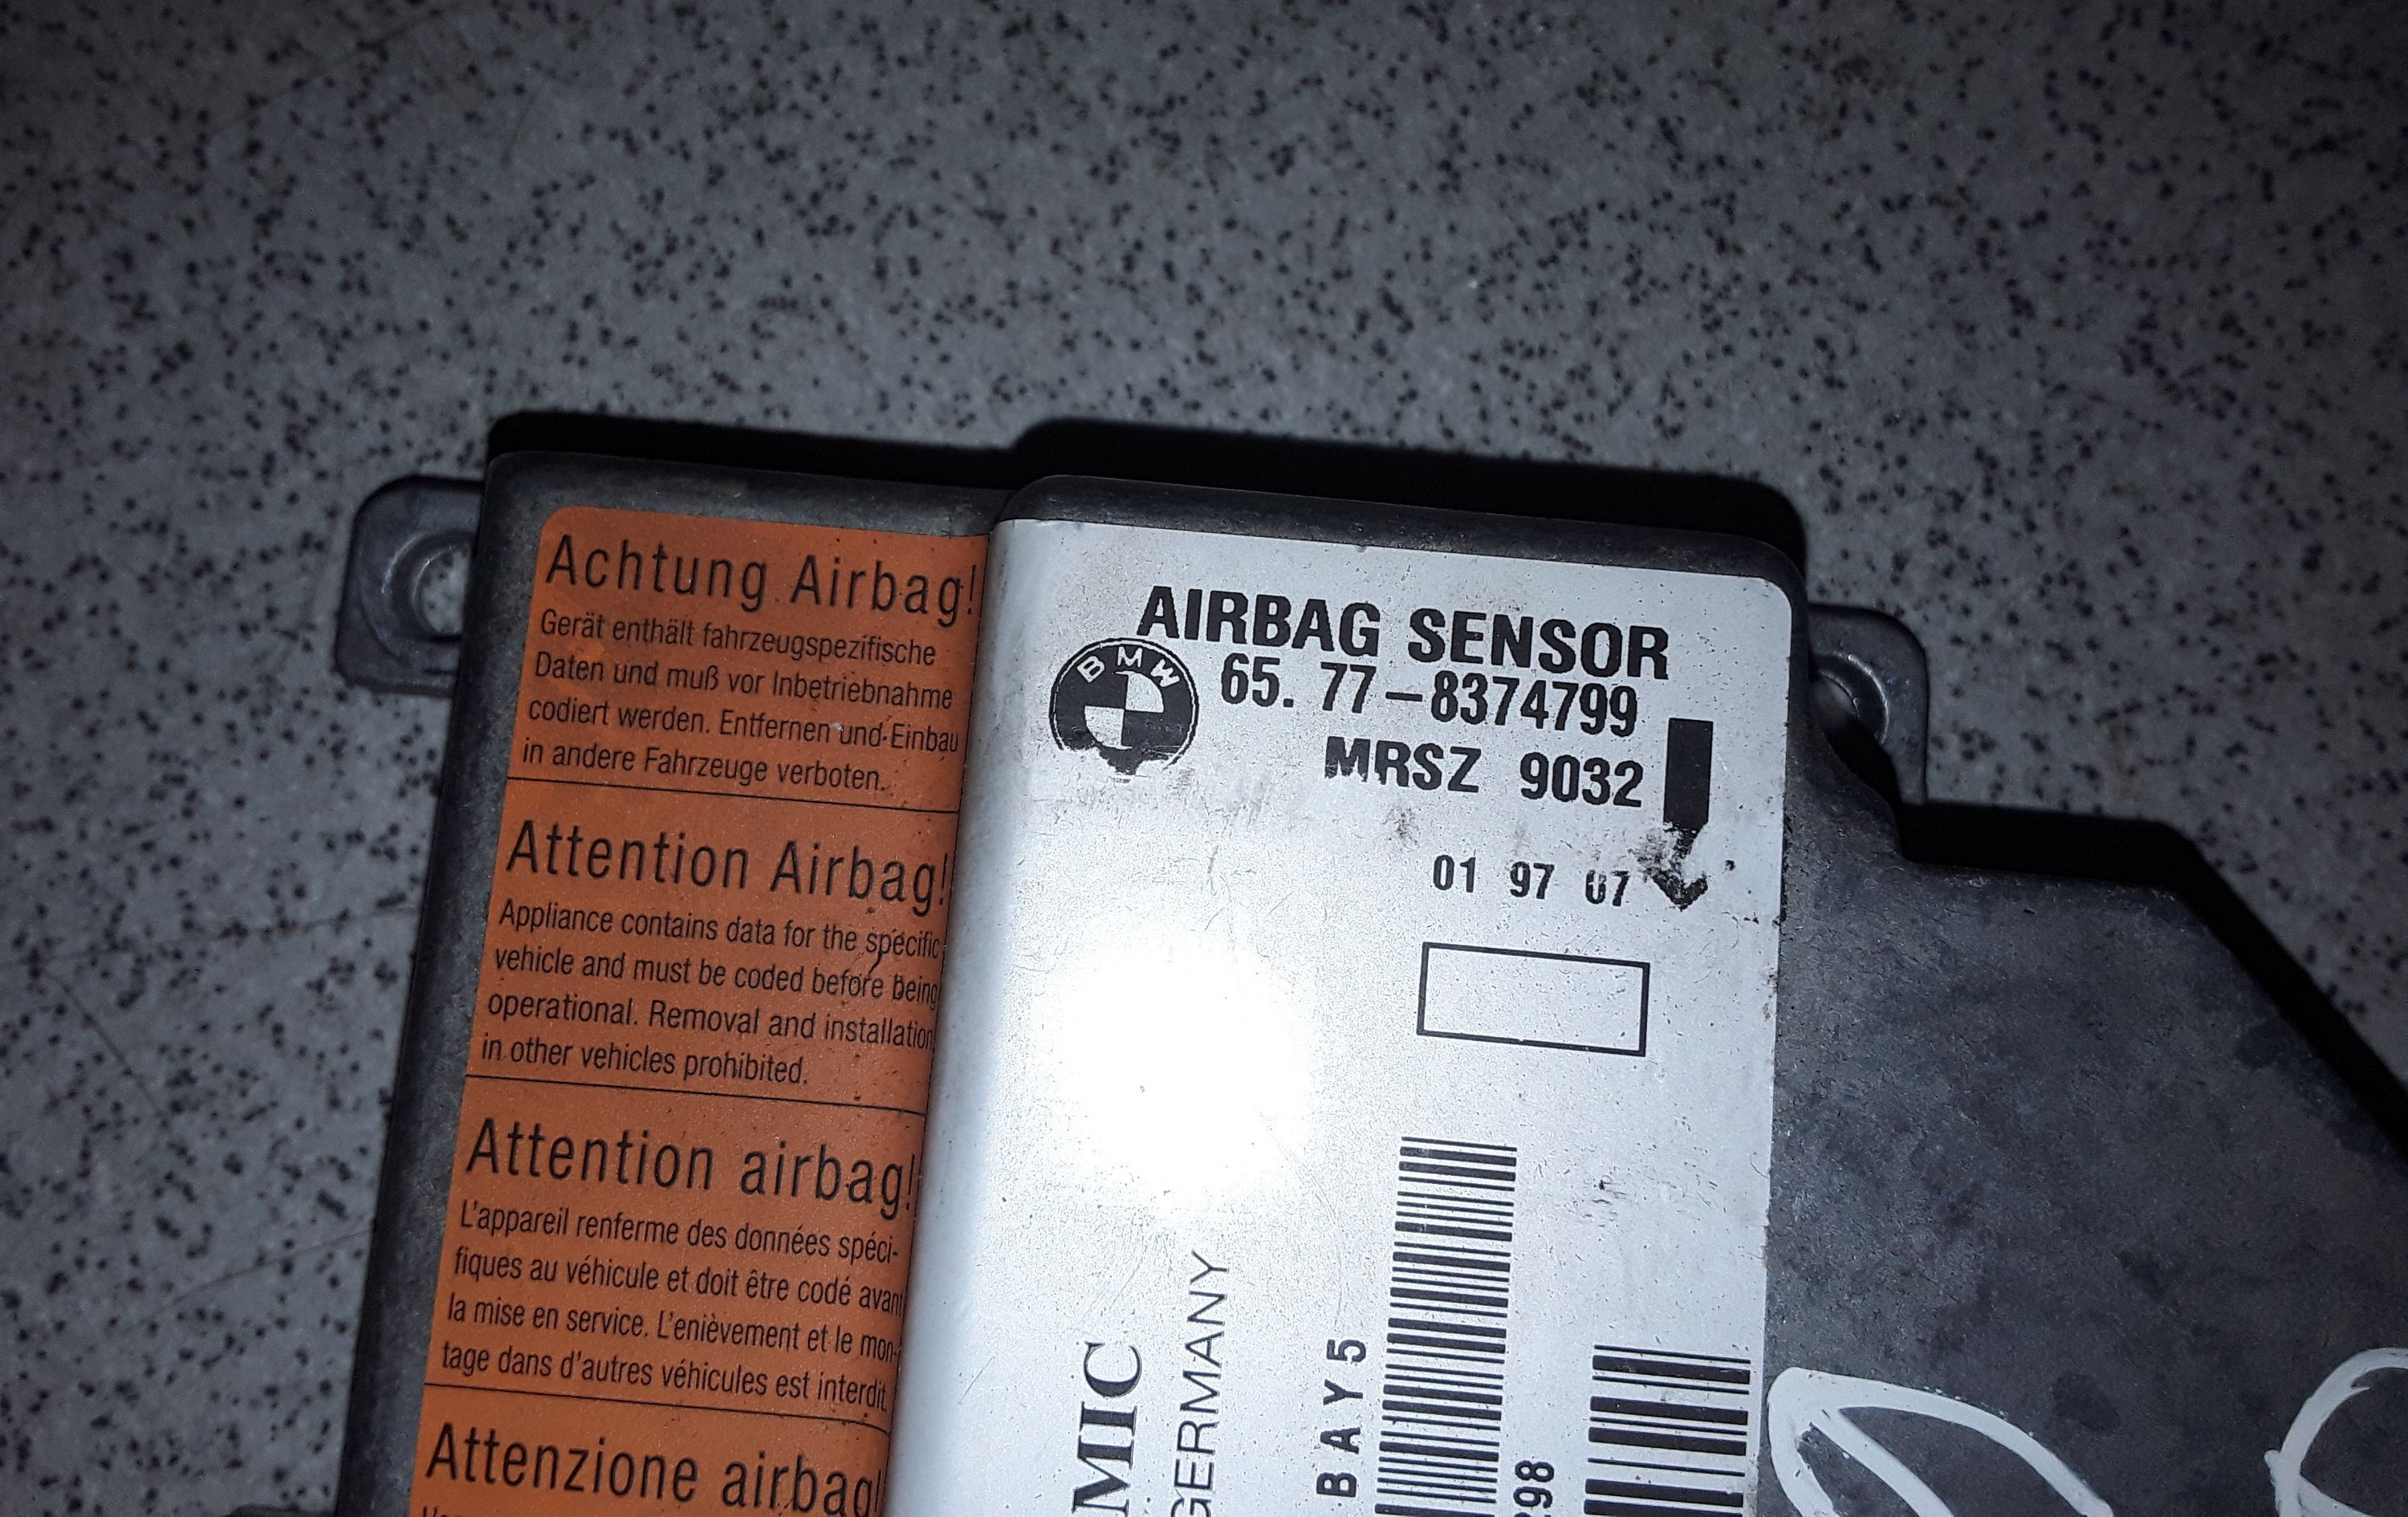 Achtung Airbag!
Gerät enthält fahrzeugspezifische
Daten und muß vor Inbetriebnahme
codiert werden. Entfernen und Einbau
in andere Fahrzeuge verboten.
Attention Airbag!
Appliance contains data for the specific
vehicle and must be coded before being
operational. Removal and installation
in other vehicles prohibited.
Attention airbag!
L'appareil renferme des données spéci-
fiques au véhicule et doit être codé avant
la mise en service. L'enièvement et le mon-
tage dans d'autres véhicules est interdit.
Attenzione airbag!
AIRBAG SENSOR
BMW
65. 77-8374799
MRSZ 9032
01 97 07
MIC
GERMANY
BAY5
298